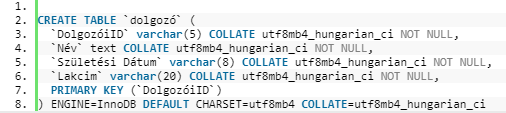 1.
2. CREATE TABLE `dolgozó` (
3. `DolgozóiID` varchar(5) COLLATE utf8mb4_hungarian_ci NOT NULL,
4. `Név` text COLLATE utf8mb4_hungarian_ci NOT NULL,
5. `Születési Dátum` varchar(8) COLLATE utf8mb4_hungarian_ci NOT NULL,
6. `Lakcim` varchar(20) COLLATE utf8mb4_hungarian_ci NOT NULL,
7. PRIMARY KEY (`DolgozóiID`)
8. ) ENGINE=InnoDB DEFAULT CHARSET=utf8mb4 COLLATE=utf8mb4_hungarian_ci